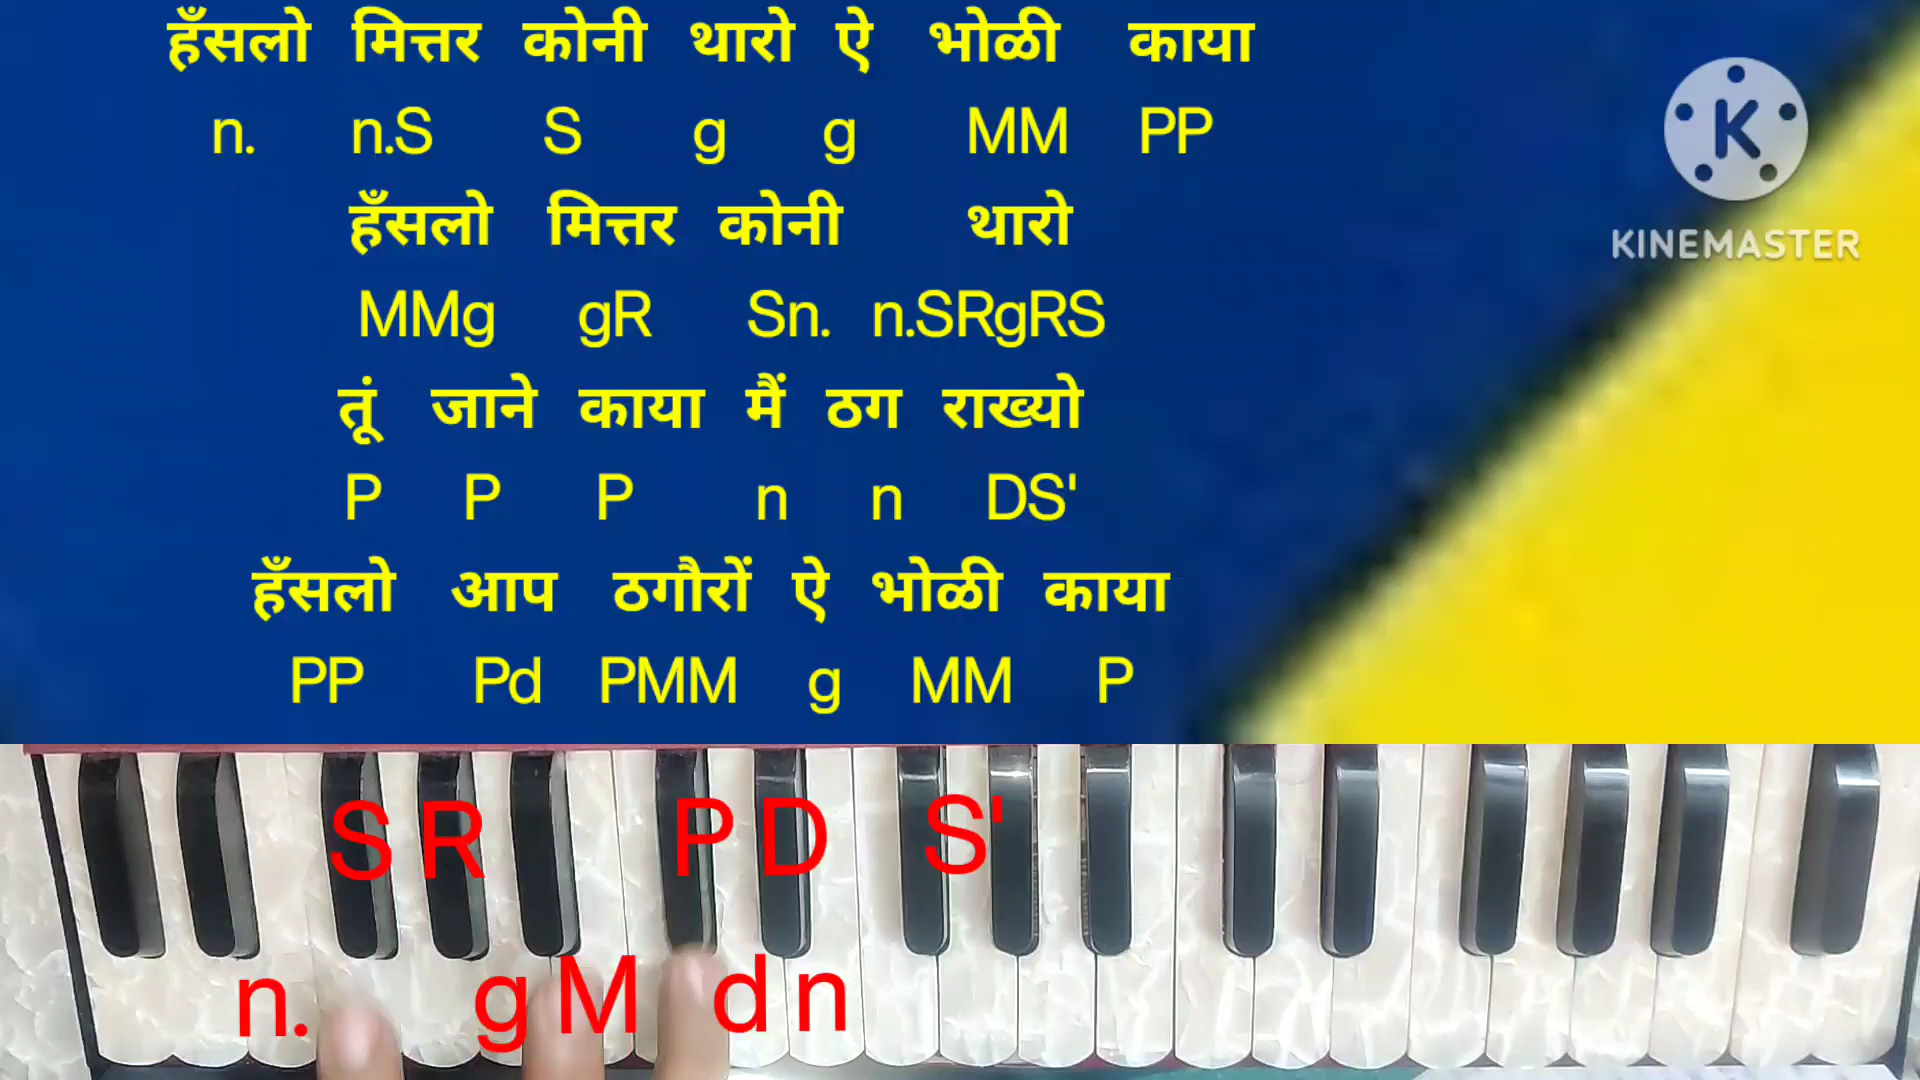 हँसलो मित्तर कोनी थारो ऐ भोळी काया
n. n.S S g g MM PP
हँसलो मित्तर कोनी थारो
MMg gR Sn. n.SRgRS
तूं जाने काया मैं ठग राख्यो
P P P n n DS'
हँसलो आप ठगौरों ऐ भोळी काया
PP Pd PMM g MM P
K
KINEMASTER
S R P D S'
n. g M d n